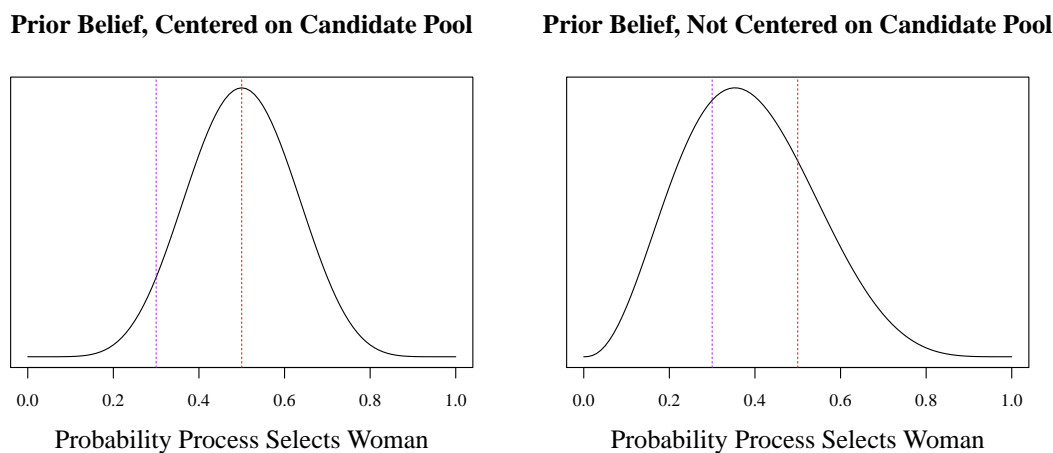 Prior Belief, Centered on Candidate Pool
0.0 0.2 0.4 0.6 0.8 1.0
Probability Process Selects Woman
Prior Belief, Not Centered on Candidate Pool
0.0 0.2 0.4 0.6 0.8 1.0
Probability Process Selects Woman